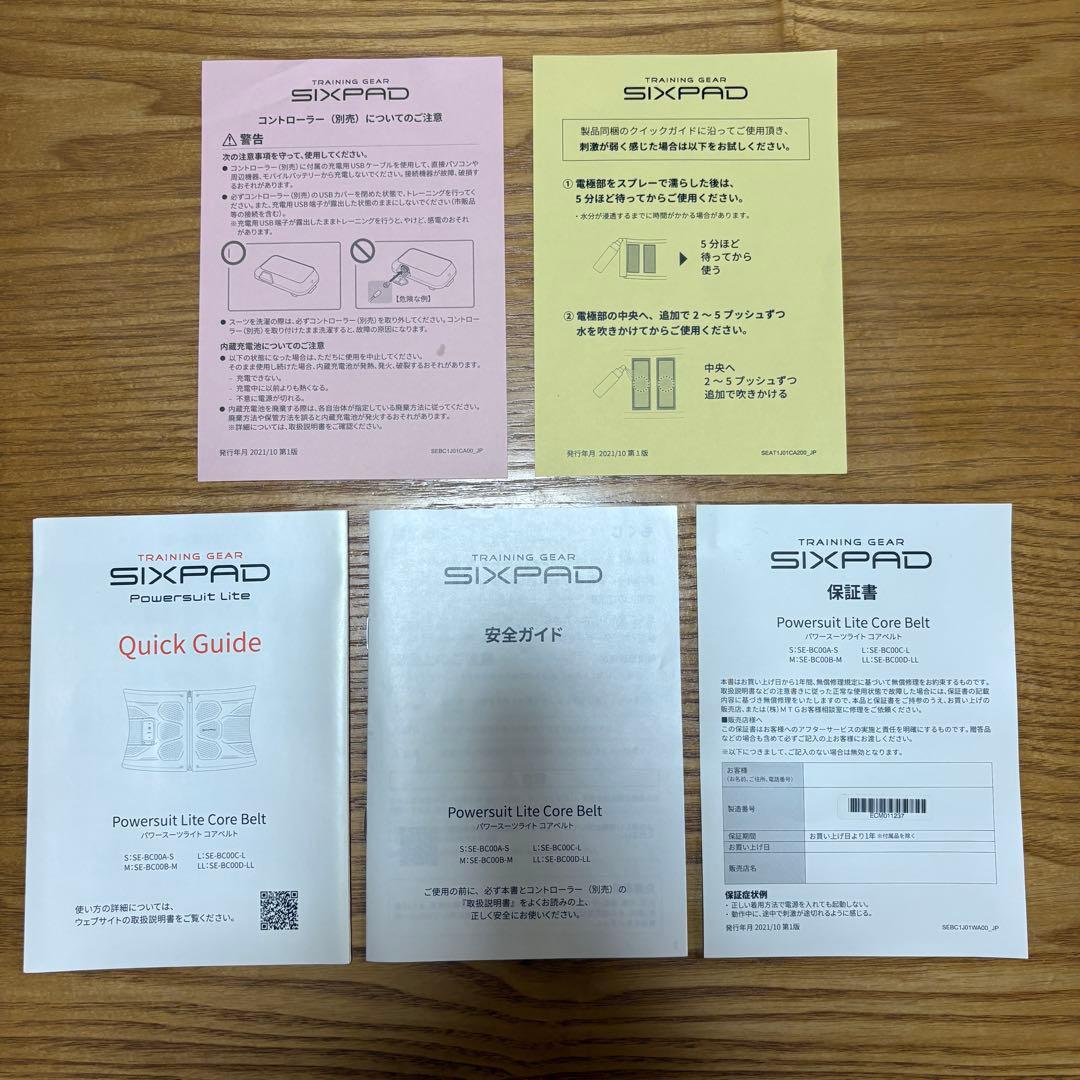 TRAINING GEAR
SIXPAD
コントローラー（別売）についてのご注意
警告
次の注意事項を守って、使用してください。
● コントローラー（別売）に付属の充電用USBケーブルを使用して、直接パソコンや
周辺機器、モバイルバッテリーから充電しないでください。接続機器が故障、破損す
るおそれがあります。
● 必ずコントローラー（別売）のUSBカバーを閉めた状態で、トレーニングを行ってく
ださい。また、充電用USB端子が露出した状態のままにしないでください（市販品
等の接続を含む）。
※充電用USB端子が露出したままトレーニングを行うと、やけど、感電のおそれ
があります。
【危険な例】
● スーツを洗濯の際は、必ずコントローラー（別売）を取り外してください。コントロー
ラー（別売）を取り付けたまま洗濯すると、故障の原因になります。
内蔵充電池についてのご注意
● 以下の状態になった場合は、ただちに使用を中止してください。
そのまま使用し続けた場合、内蔵充電池が発熱、発火、破裂するおそれがあります。
– 充電できない。
– 充電中に以前よりも熱くなる。
– 不意に電源が切れる。
● 内蔵充電池を廃棄する際は、各自治体が指定している廃棄方法に従ってください。
廃棄方法や保管方法を誤ると内蔵充電池が発火するおそれがあります。
※詳細については、取扱説明書をご確認ください。
発行年月 2021/10 第1版
SEBC1J01CA00_JP
TRAINING GEAR
SIXPAD
製品同梱のクイックガイドに沿ってご使用頂き、
刺激が弱く感じた場合は以下をお試しください。
① 電極部をスプレーで濡らした後は、
5分ほど待ってからご使用ください。
・水分が浸透するまでに時間がかかる場合があります。
5分ほど
待ってから
使う
② 電極部の中央へ、追加で2～5プッシュずつ
水を吹きかけてからご使用ください。
中央へ
2～5プッシュずつ
追加で吹きかける
発行年月 2021/10 第1版
SEAT1J01CA200_JP
TRAINING GEAR
SIXPAD
Powersuit Lite
Quick Guide
Powersuit Lite Core Belt
パワースーツライト コアベルト
S:SE-BC00A-S L:SE-BC00C-L
M:SE-BC00B-M LL:SE-BC00D-LL
使い方の詳細については、
ウェブサイトの取扱説明書をご覧ください。
TRAINING GEAR
SIXPAD
安全ガイド
Powersuit Lite Core Belt
パワースーツライト コアベルト
S:SE-BC00A-S L:SE-BC00C-L
M:SE-BC00B-M LL:SE-BC00D-LL
ご使用の前に、必ず本書とコントローラー（別売）の
『取扱説明書』をよくお読みの上、
正しく安全にお使いください。
TRAINING GEAR
SIXPAD
保証書
Powersuit Lite Core Belt
パワースーツライト コアベルト
S:SE-BC00A-S L:SE-BC00C-L
M:SE-BC00B-M LL:SE-BC00D-LL
本書はお買い上げ日から1年間、無償修理規定に基づいて無償修理をお約束するものです。
取扱説明書などの注意書きに従った正常な使用状態で故障した場合には、保証書の記載
内容に基づき無償修理をいたしますので、本品と保証書をご持参のうえ、お買い上げの
販売店、または（株）MTGお客様相談室に修理をご依頼ください。
■販売店様へ
この保証書はお客様へのアフターサービスの実施と責任を明確にするものです。贈答品
などの場合も含めて必ずご記入の上お客様にお渡しください。
※以下につきまして、ご記入のない場合は無効となります。
お客様
（お名前、ご住所、電話番号）
製造番号
ECM011237
保証期間 お買い上げ日より1年 ※付属品を除く
お買い上げ日
販売店名
保証症状例
・正しい着用方法で電源を入れても起動しない。
・動作中に、途中で刺激が途切れるように感じる。
発行年月 2021/10 第1版
SEBC1J01WA00_JP